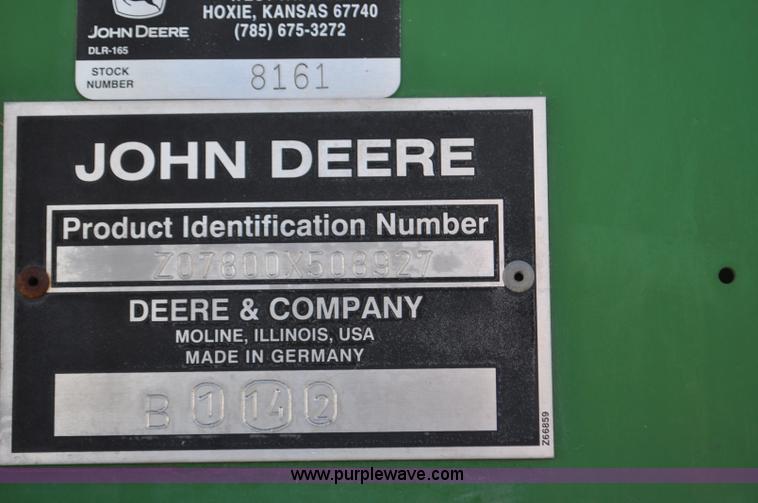 HOXIE, KANSAS 67740
JOHN DEERE (785) 675-3272
DLR-165
STOCK NUMBER 8161
JOHN DEERE
Product Identification Number
Z07800X508927
DEERE & COMPANY
MOLINE, ILLINOIS, USA
MADE IN GERMANY
B 1 14 2
Z66859
www.purplewave.com